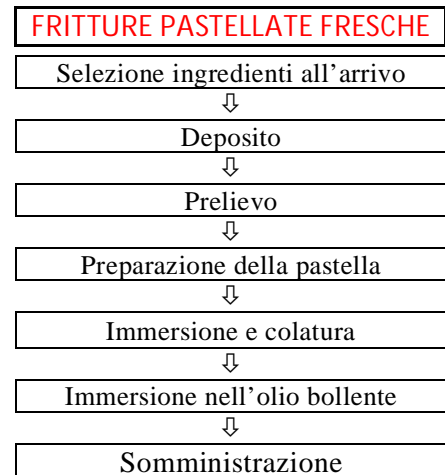 FRITTURE PASTELLATE FRESCHE
Selezione ingredienti all'arrivo
⇩
Deposito
⇩
Prelievo
⇩
Preparazione della pastella
⇩
Immersione e colatura
⇩
Immersione nell'olio bollente
⇩
Somministrazione